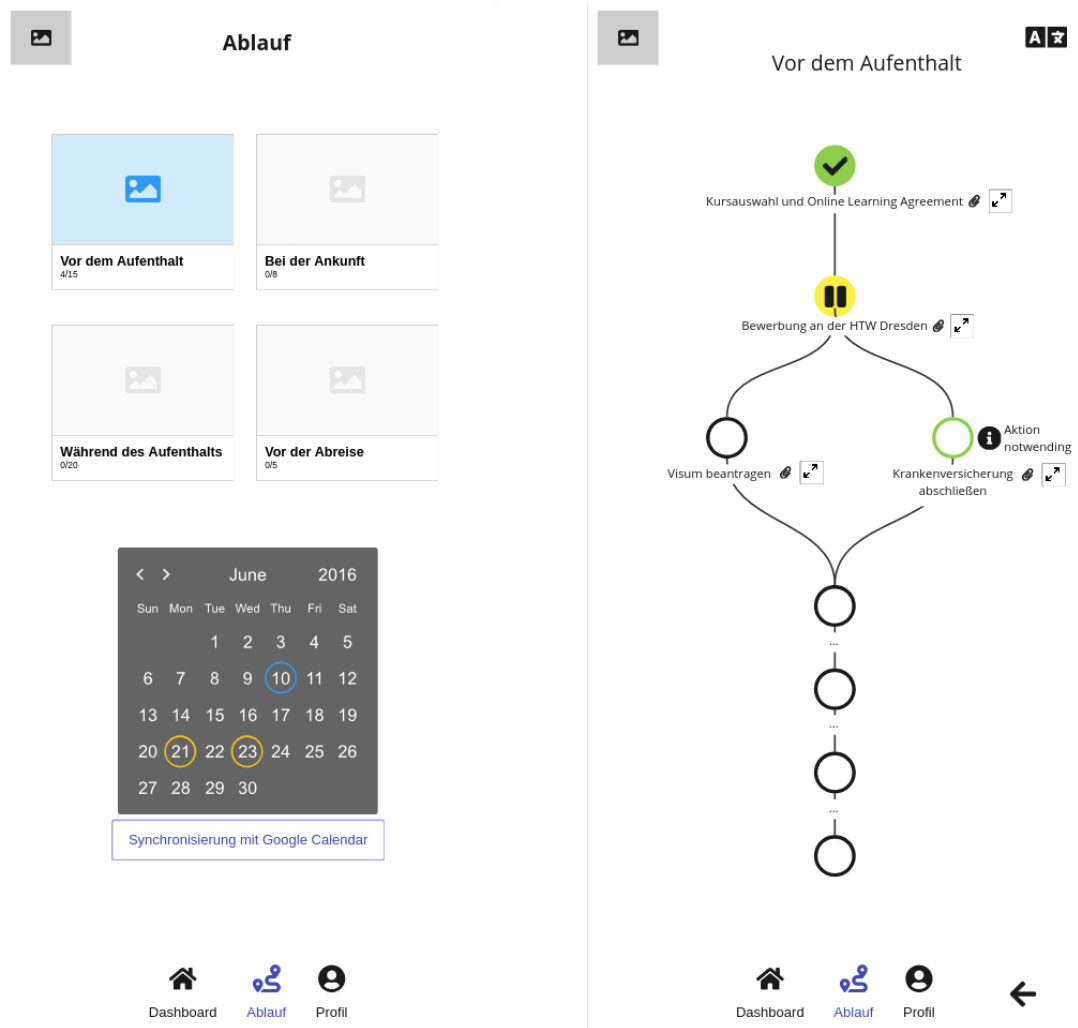 Ablauf
Vor dem Aufenthalt
4/15
Bei der Ankunft
0/8
Während des Aufenthalts
0/20
Vor der Abreise
0/5
June 2016
Sun Mon Tue Wed Thu Fri Sat
1 2 3 4 5
6 7 8 9 10 11 12
13 14 15 16 17 18 19
20 21 22 23 24 25 26
27 28 29 30
Synchronisierung mit Google Calendar
Dashboard Ablauf Profil
A 文
Vor dem Aufenthalt
Kursauswahl und Online Learning Agreement
Bewerbung an der HTW Dresden
Aktion
notwending
Visum beantragen
Krankenversicherung
abschließen
...
...
...
Dashboard Ablauf Profil